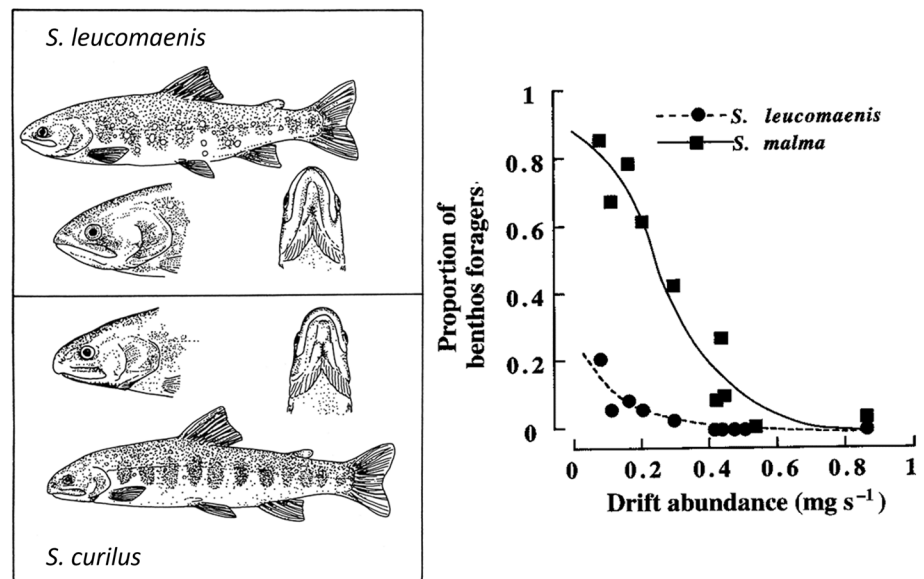 S. leucomaenis
S. curilus
1
0.8
0.6
0.4
0.2
0
Proportion of
benthos foragers
S. leucomaenis
S. malma
0 0.2 0.4 0.6 0.8 1
Drift abundance (mg s⁻¹)